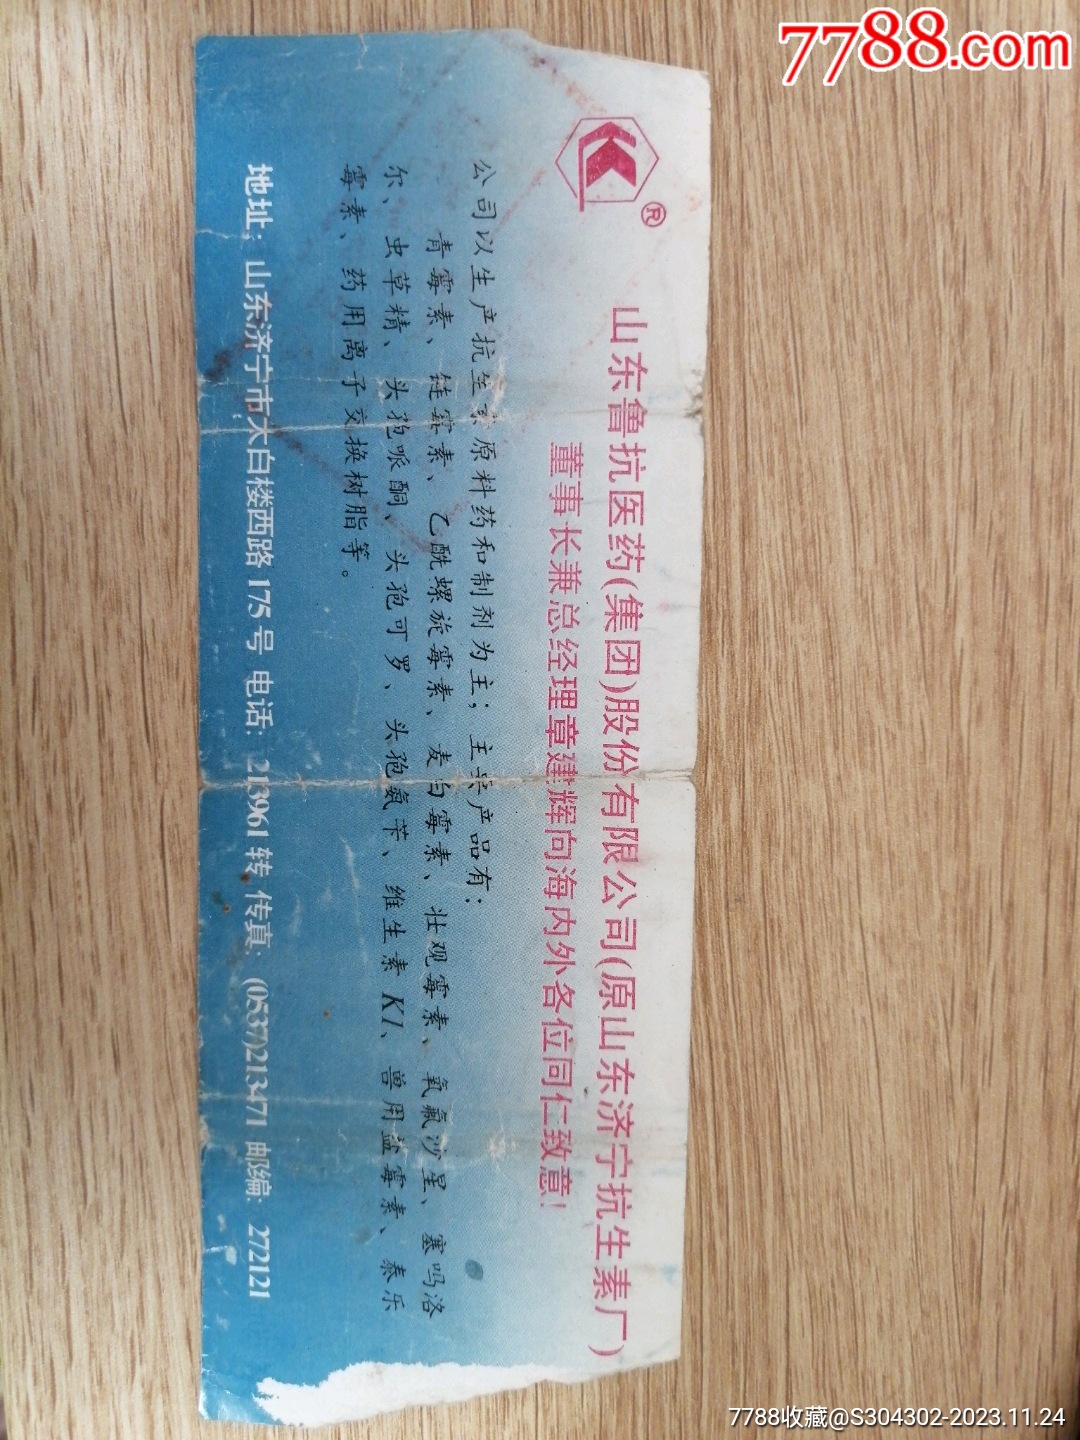 7788.com
®
山东鲁抗医药(集团)股份有限公司(原山东济宁抗生素厂)
董事长兼总经理章建辉向海内外各位同仁致意!
公司以生产抗生素原料药和制剂为主;主要产品有:
青霉素、链霉素、乙酰螺旋霉素、麦白霉素、壮观霉素、氧氟沙星、塞吗洛
尔、虫草精、头孢哌酮、头孢可罗、头孢氨苄、维生素K1、兽用盐霉素、泰乐
霉素、药用离子交换树脂等。
地址:山东济宁市太白楼西路175号 电话:213961转 传真:(0537)213471 邮编:272121
7788收藏@S304302-2023.11.24